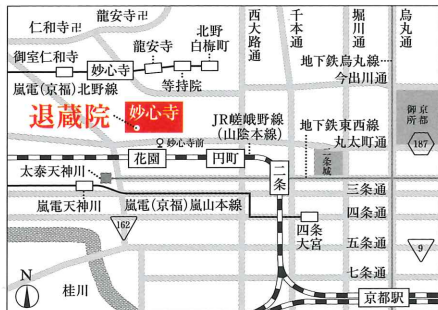 仁和寺卍
龍安寺卍
北野
白梅町
西大路通
千本通
堀川通
烏丸通
御室仁和寺
龍安寺
妙心寺
等持院
地下鉄烏丸線
今出川通
嵐電(京福)北野線
退蔵院
妙心寺
京都
御所
JR嵯峨野線
(山陰本線)
地下鉄東西線
丸太町通
187
妙心寺前
花園
円町
二条
二条城
太秦天神川
三条通
嵐電天神川
嵐電(京福)嵐山本線
四条通
162
四条
大宮
五条通
9
七条通
N
桂川
京都駅